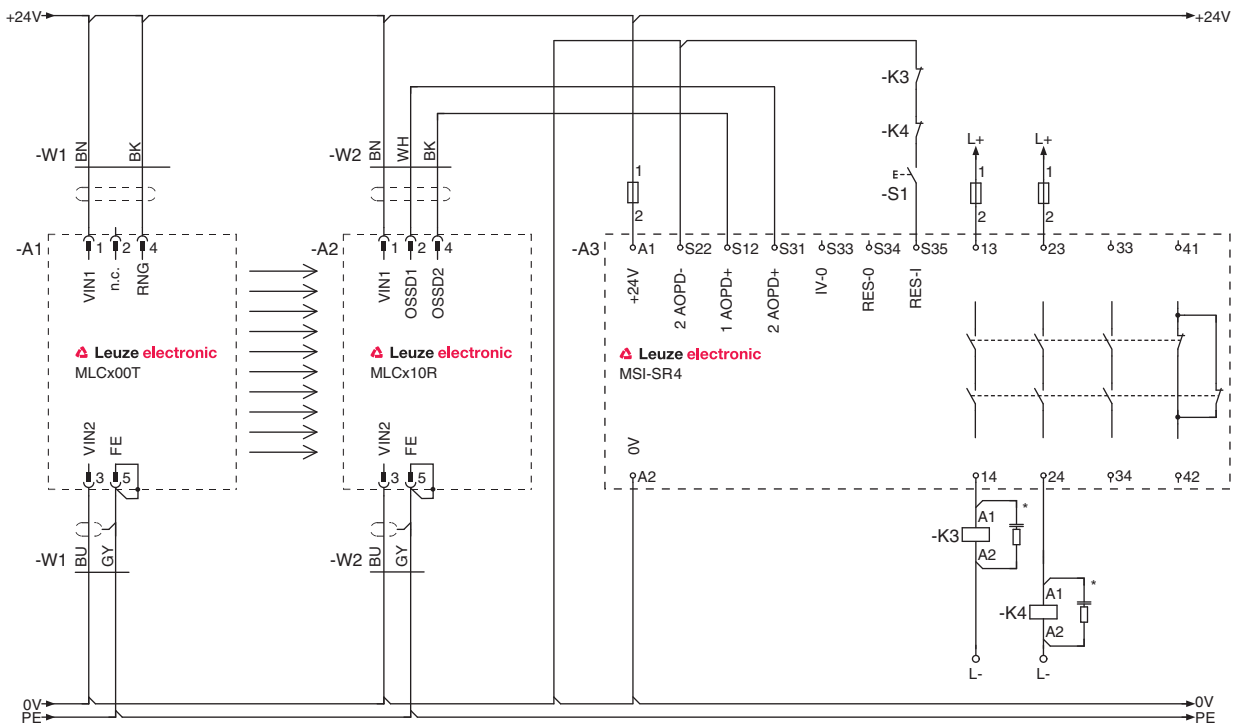 +24V +24V
-K3
-K4
L+ L+
E-- -S1
-W1 BN BK
-W2 BN WH BK
1 1 1
2 2 2
-A1 1 2 4
-A2 1 2 4
-A3 A1 S22 S12 S31 S33 S34 S35 13 23 33 41
VIN1 n.c. RNG
VIN1 OSSD1 OSSD2
+24V 2 AOPD- 1 AOPD+ 2 AOPD+ IV-0 RES-0 RES-I
Leuze electronic
MLCx00T
Leuze electronic
MLCx10R
Leuze electronic
MSI-SR4
VIN2 FE
VIN2 FE
0V
3 5
3 5
A2 14 24 34 42
-K3 A1 A2 *
-K4 A1 A2 *
-W1 BU GY
-W2 BU GY
L- L-
0V 0V
PE PE